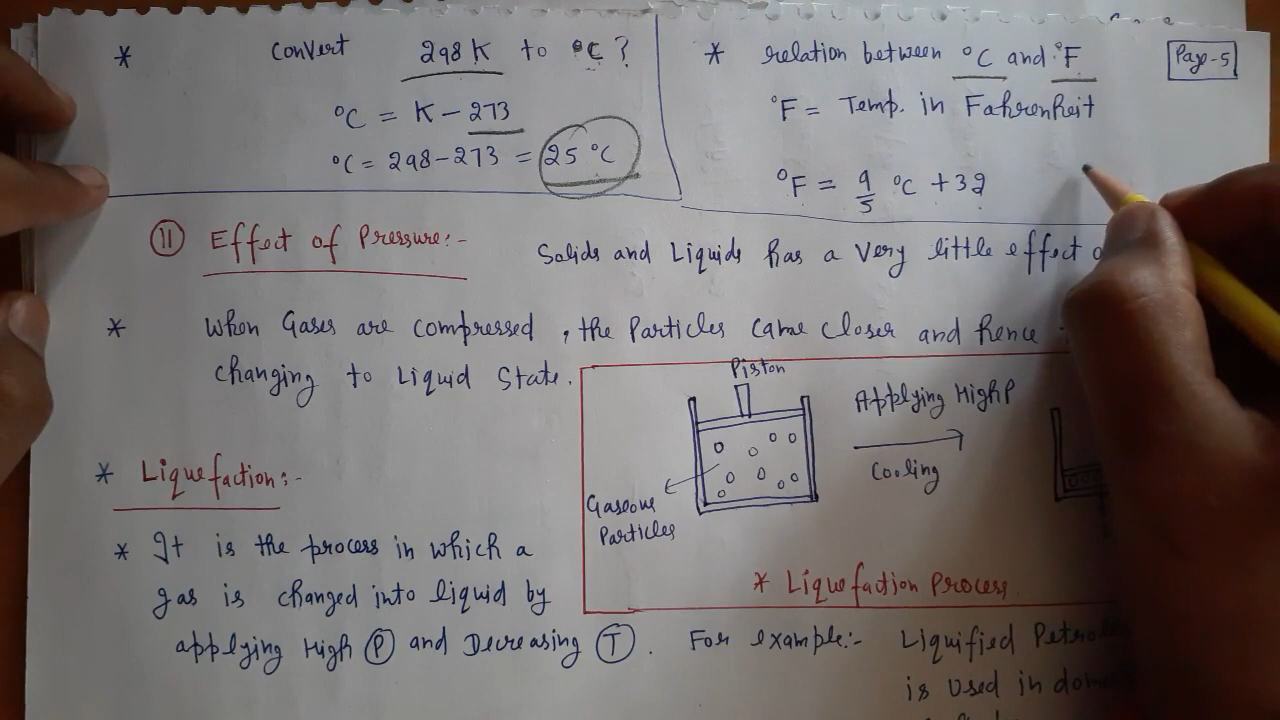 * Convert 298 K to °C ?
°C = K - 273
°C = 298 - 273 = 25 °C
* relation between °C and °F
Page-5
°F = Temp. in Fahrenheit
°F = 9/5 °C + 32
11 Effect of Pressure:- Solids and Liquids has a very little effect
* When Gases are compressed, the Particles came closer and hence
changing to Liquid State.
Piston
Applying High P
Cooling
Gaseous
Particles
* Liquefaction Process
* Liquefaction:-
* It is the process in which a
gas is changed into liquid by
applying High P and Decreasing T. For example:- Liquified
is used in